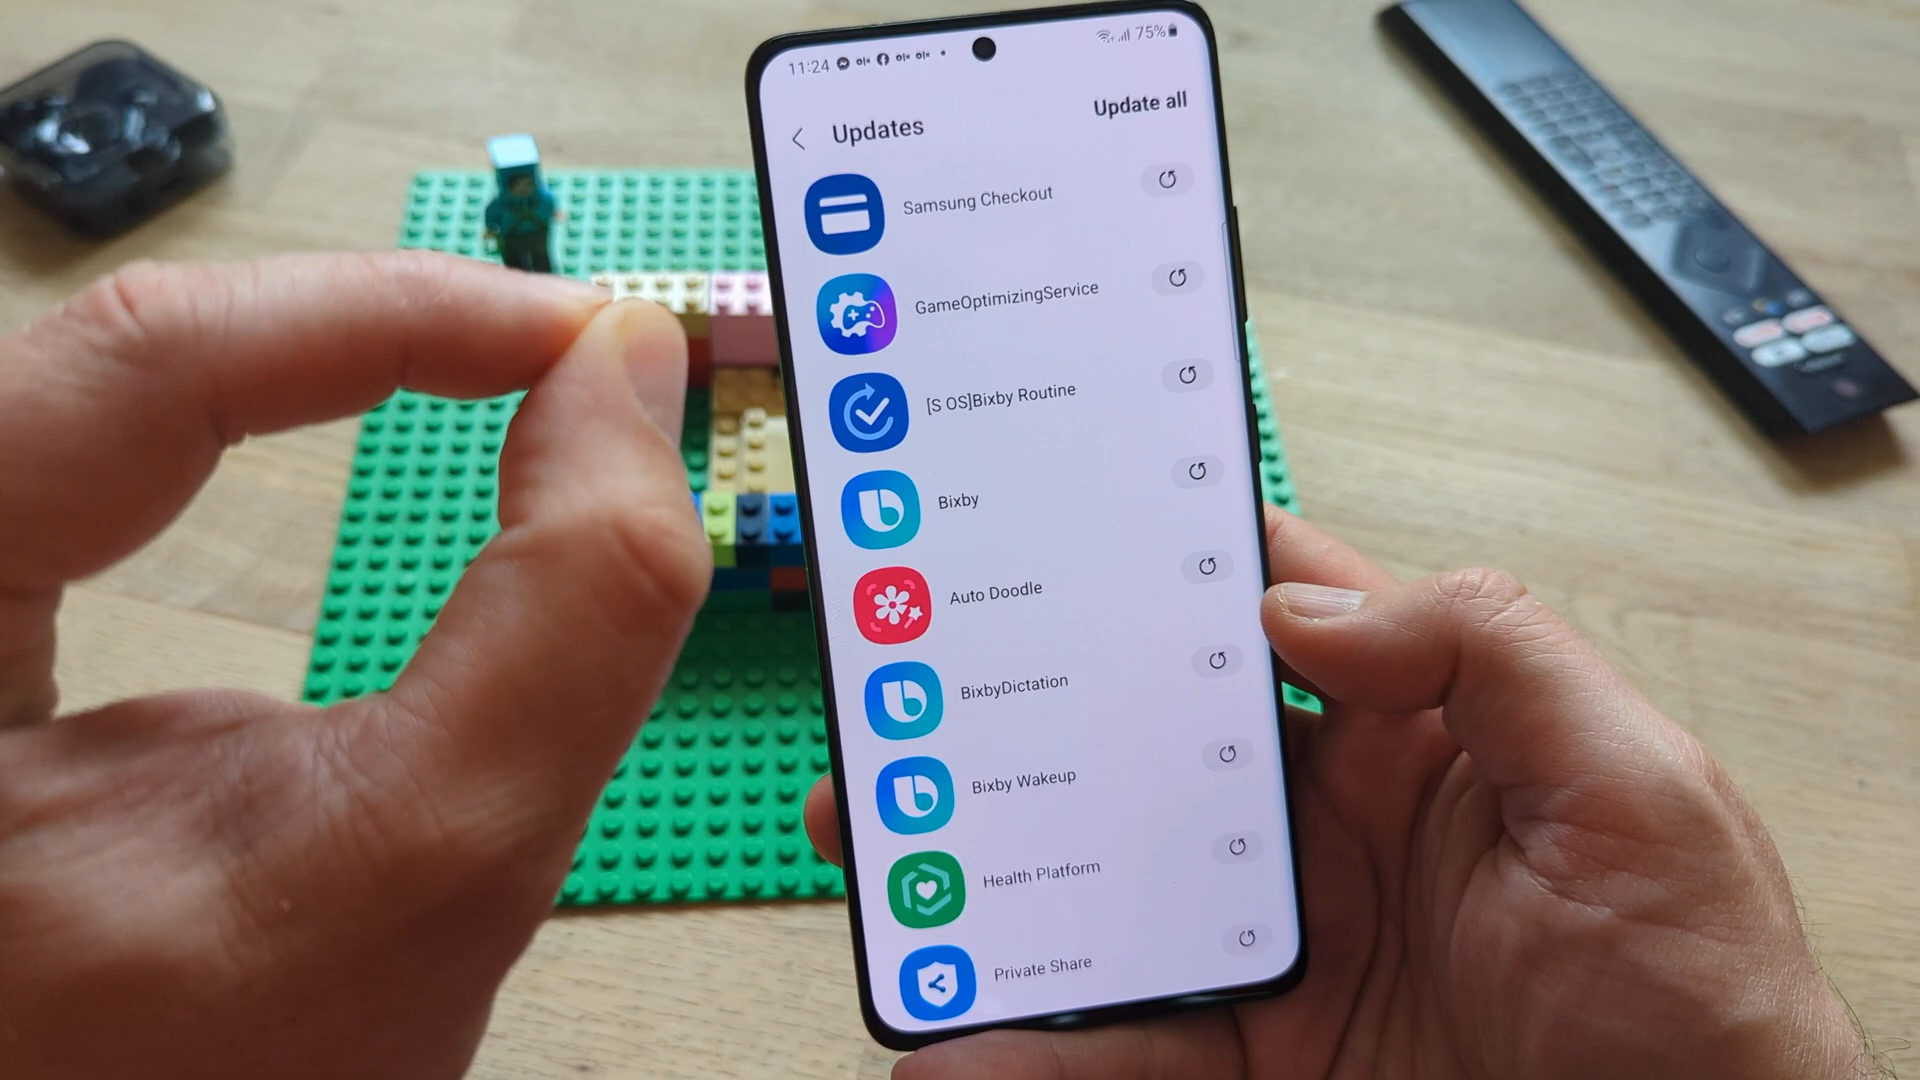 11:24
75%
Updates
Update all
Samsung Checkout
GameOptimizingService
[S OS]Bixby Routine
Bixby
Auto Doodle
BixbyDictation
Bixby Wakeup
Health Platform
Private Share